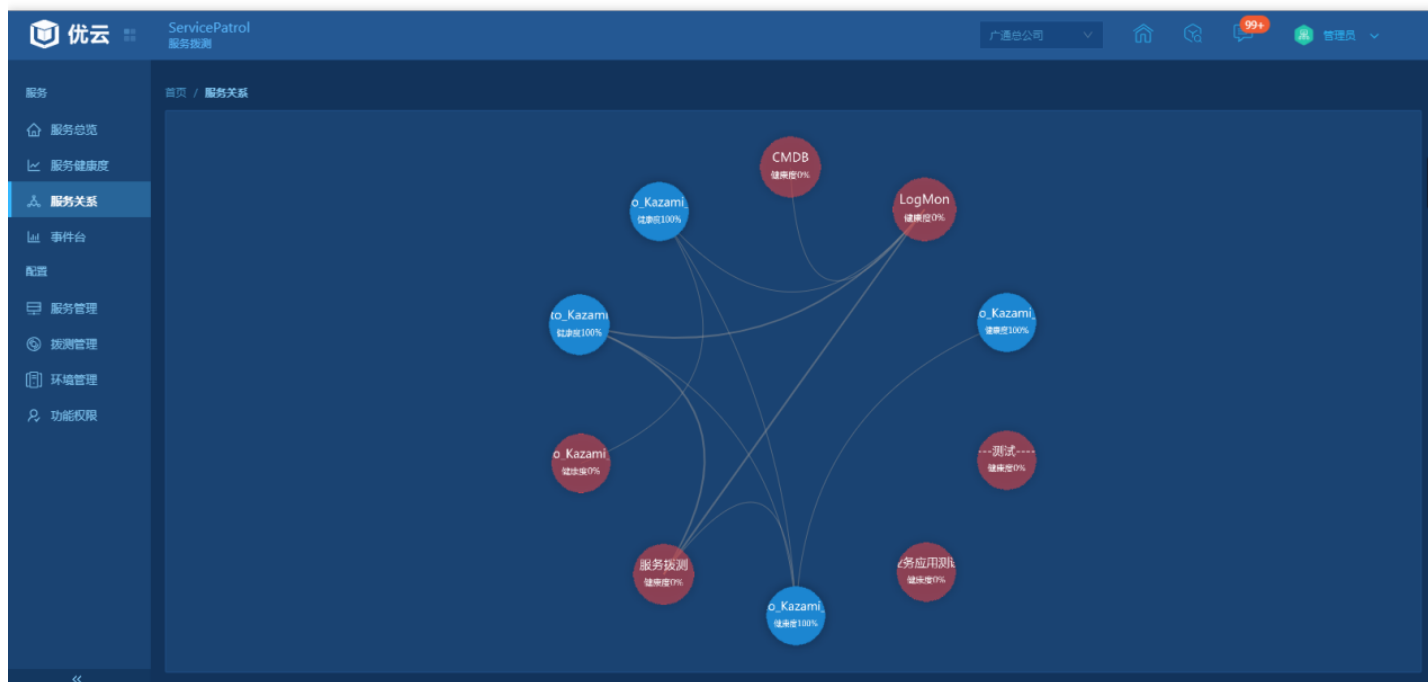 优云
ServicePatrol
服务拨测
广通总公司
99+
管理员
服务
服务总览
服务健康度
服务关系
事件台
配置
服务管理
拨测管理
环境管理
功能权限
首页 / 服务关系
CMDB
健康度0%
LogMon
健康度0%
o_Kazami_
健康度100%
to_Kazami
健康度100%
o_Kazami_
健康度100%
o_Kazami_
健康度0%
---测试----
健康度0%
服务拨测
健康度0%
务应用测
健康度0%
o_Kazami_
健康度100%